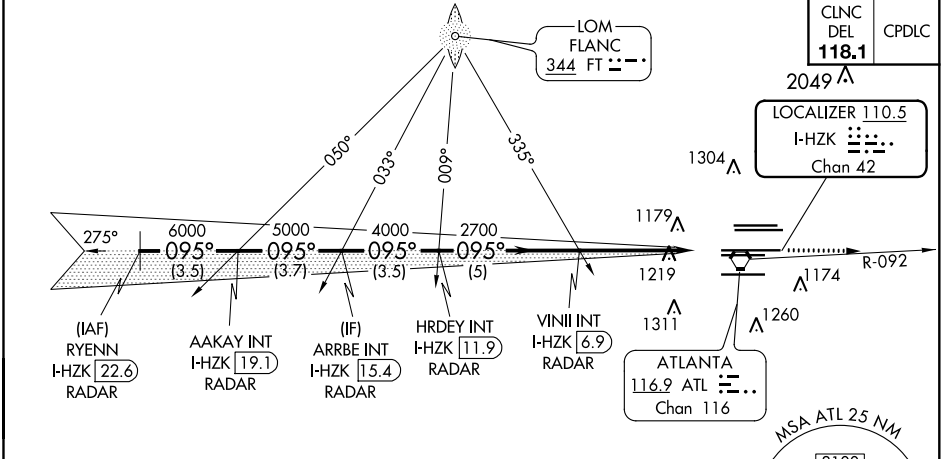 CLNC
DEL
118.1
CPDLC
LOM
FLANC
344 FT
2049
LOCALIZER 110.5
I-HZK
Chan 42
050°
033°
009°
335°
1304
1179
275°
6000
5000
4000
2700
095°
095°
095°
095°
(3.5)
(3.7)
(3.5)
(5)
1219
R-092
1174
1311
1260
(IAF)
RYENN
I-HZK 22.6
RADAR
AAKAY INT
I-HZK 19.1
RADAR
(IF)
ARRBE INT
I-HZK 15.4
RADAR
HRDEY INT
I-HZK 11.9
RADAR
VINII INT
I-HZK 6.9
RADAR
ATLANTA
116.9 ATL
Chan 116
MSA ATL 25 NM